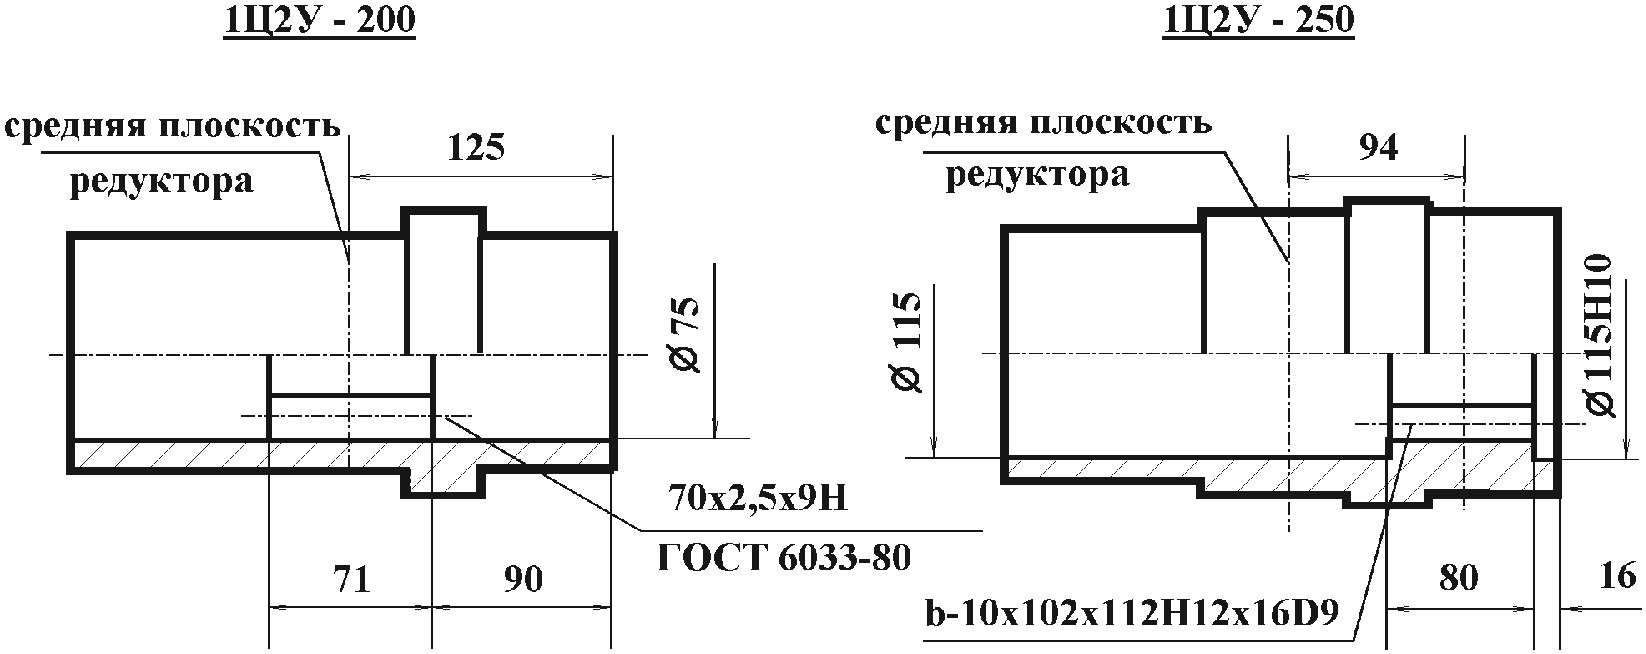 1Ц2У - 200
средняя плоскость
редуктора
125
Ø 75
70x2,5x9H
ГОСТ 6033-80
71
90
1Ц2У - 250
средняя плоскость
редуктора
94
Ø 115
Ø 115H10
80
16
b-10x102x112H12x16D9